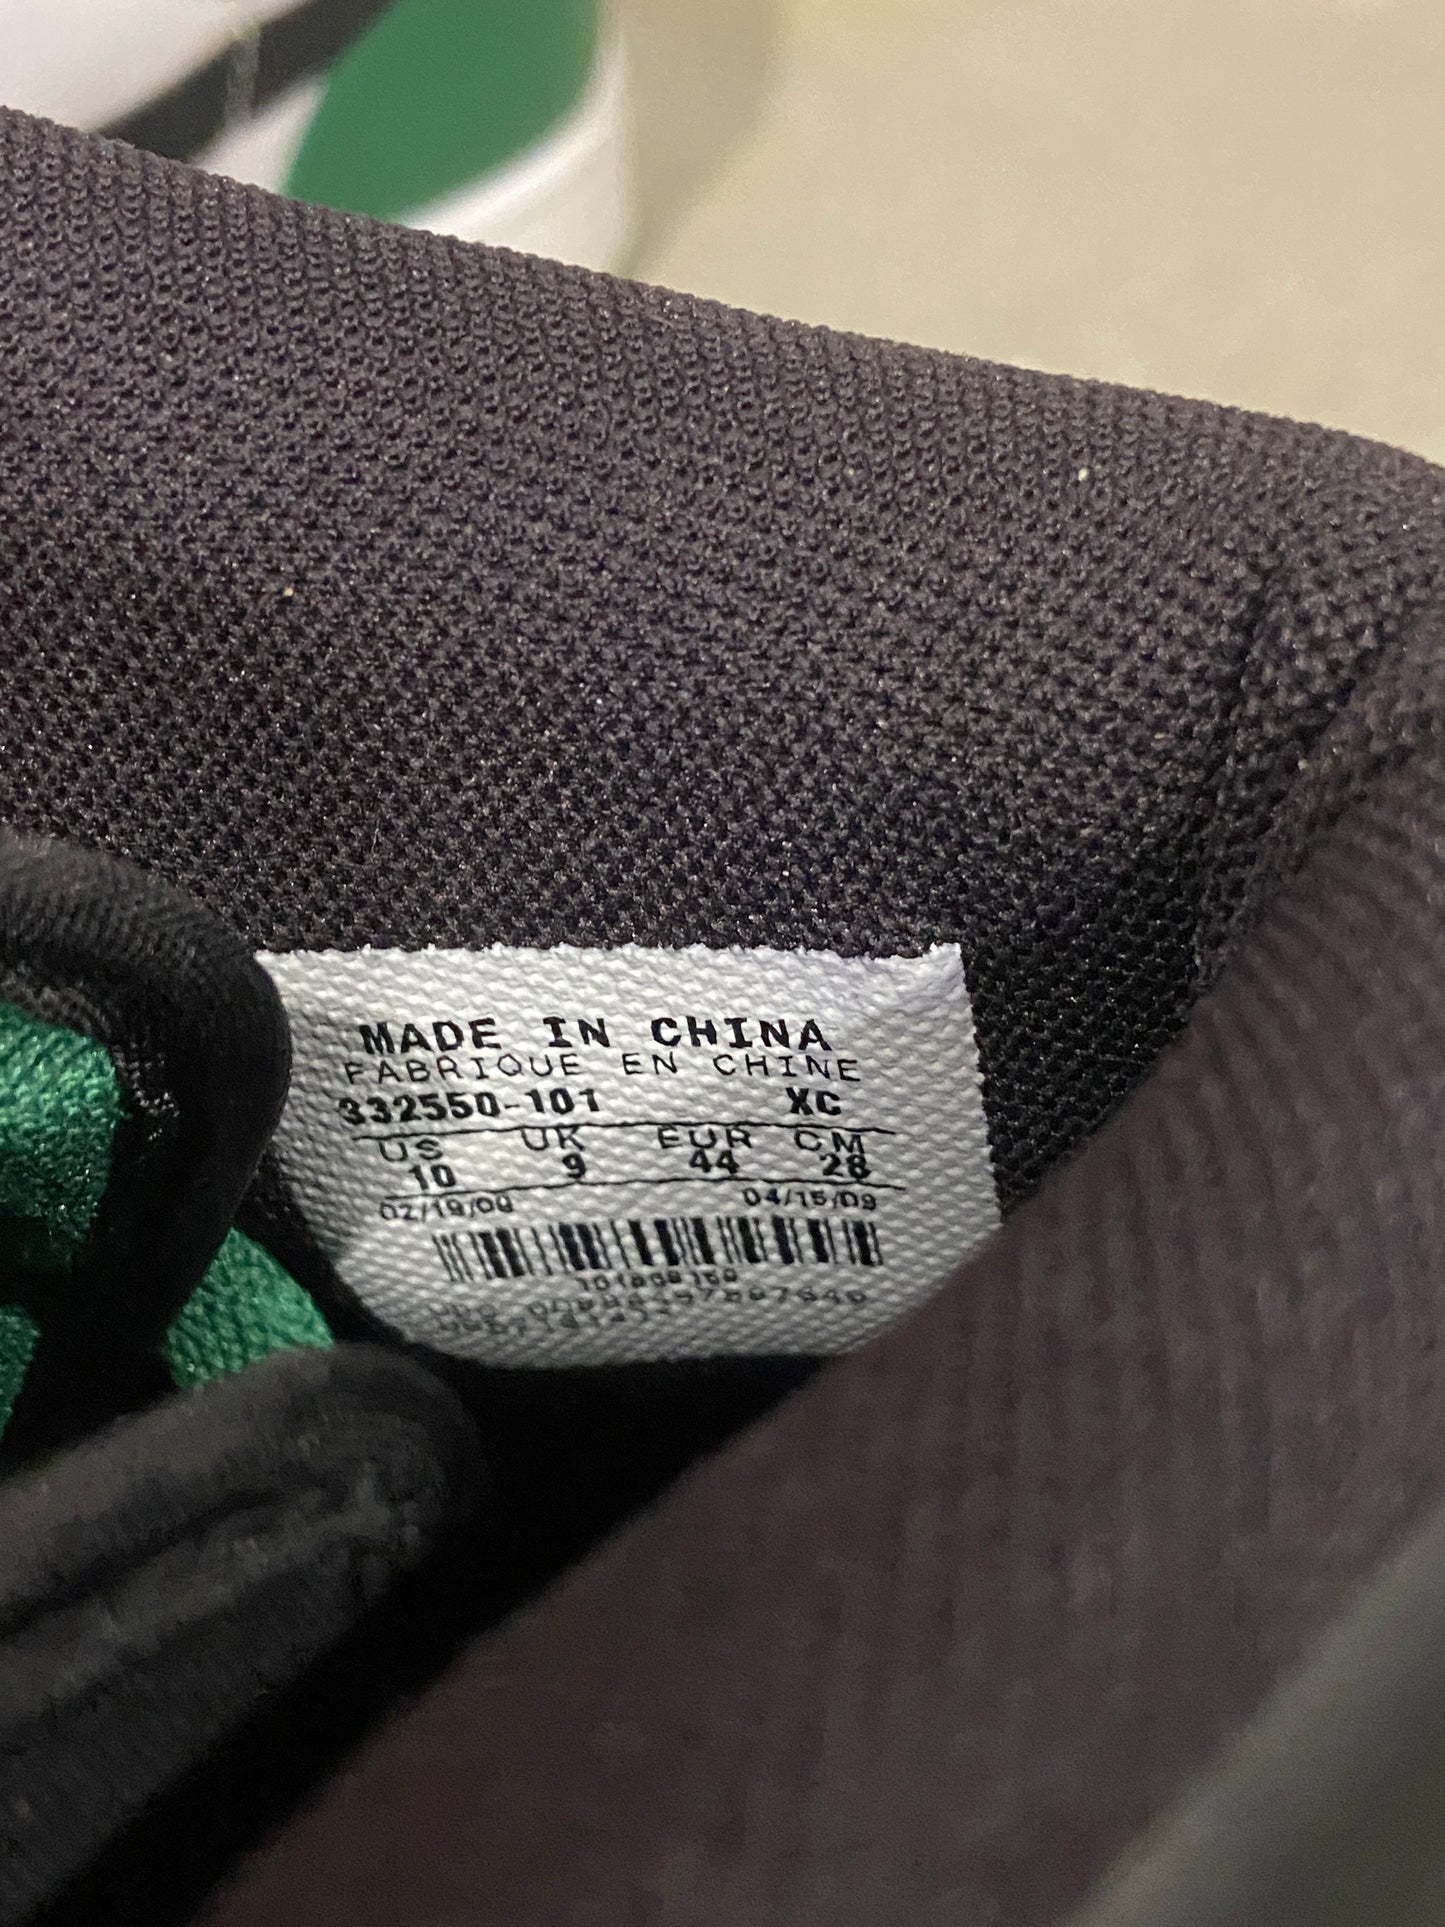 MADE IN CHINA
FABRIQUE EN CHINE
332550-101 XC
US UK EUR CM
10 9 44 28
02/19/09 04/15/09